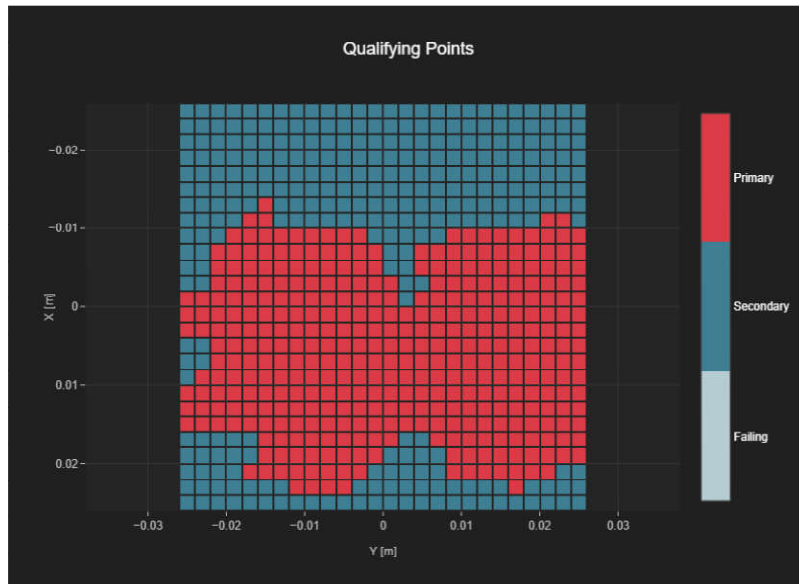 Qualifying Points
−0.02
−0.01
0
0.01
0.02
X [m]
−0.03
−0.02
−0.01
0
0.01
0.02
0.03
Y [m]
Primary
Secondary
Failing